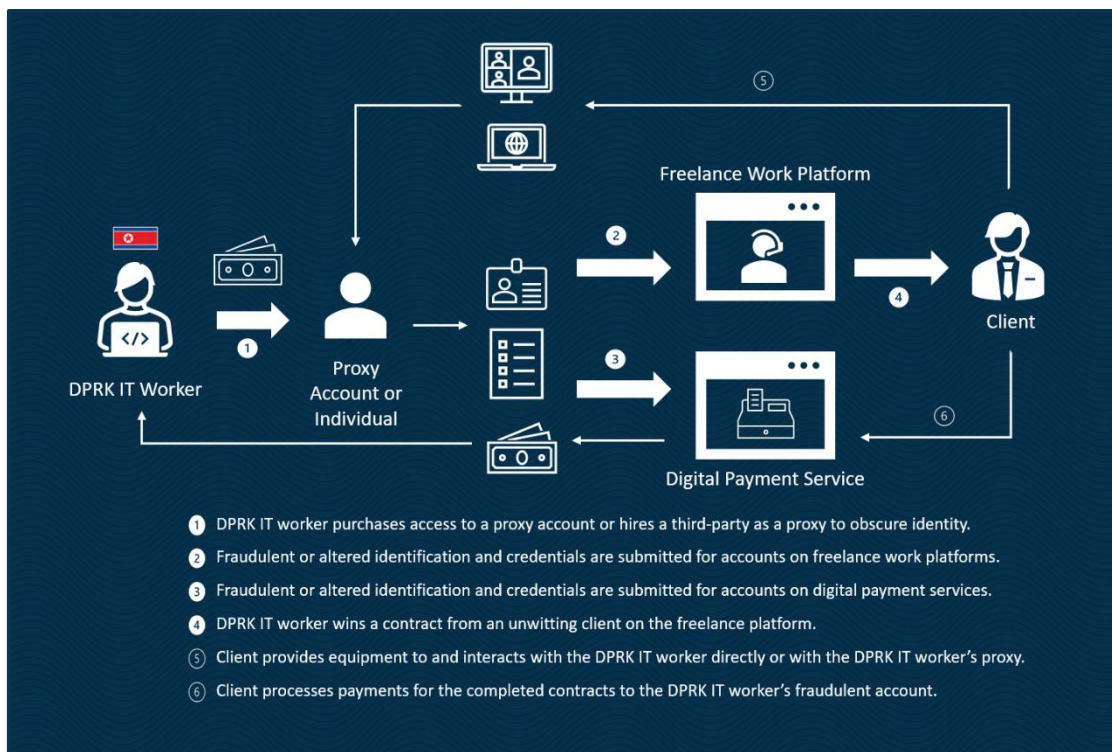 5
Freelance Work Platform
2
4
Client
</>
1
DPRK IT Worker
Proxy
Account or
Individual
3
6
Digital Payment Service
1 DPRK IT worker purchases access to a proxy account or hires a third-party as a proxy to obscure identity.
2 Fraudulent or altered identification and credentials are submitted for accounts on freelance work platforms.
3 Fraudulent or altered identification and credentials are submitted for accounts on digital payment services.
4 DPRK IT worker wins a contract from an unwitting client on the freelance platform.
5 Client provides equipment to and interacts with the DPRK IT worker directly or with the DPRK IT worker’s proxy.
6 Client processes payments for the completed contracts to the DPRK IT worker’s fraudulent account.